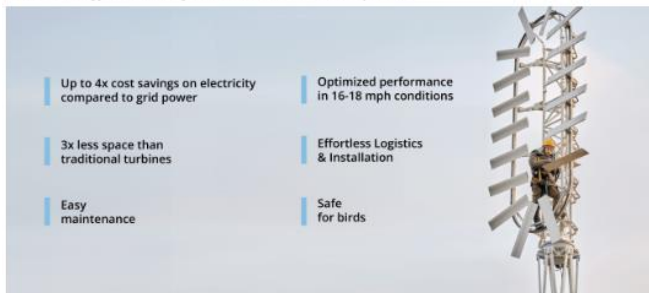 Up to 4x cost savings on electricity
compared to grid power
3x less space than
traditional turbines
Easy
maintenance
Optimized performance
in 16-18 mph conditions
Effortless Logistics
& Installation
Safe
for birds